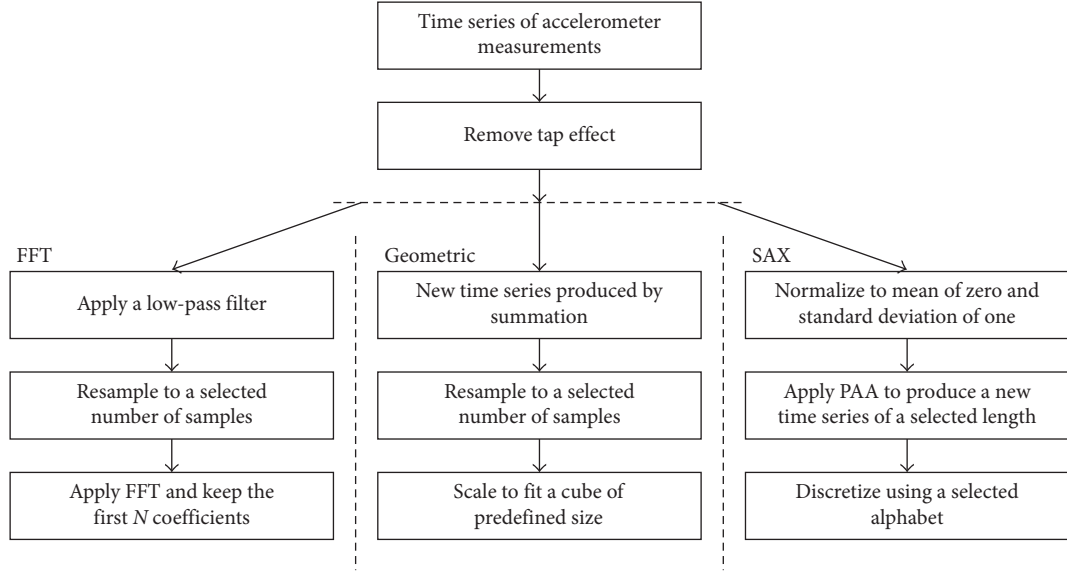 Time series of accelerometer
measurements
Remove tap effect
FFT
Apply a low-pass filter
Resample to a selected
number of samples
Apply FFT and keep the
first N coefficients
Geometric
New time series produced by
summation
Resample to a selected
number of samples
Scale to fit a cube of
predefined size
SAX
Normalize to mean of zero and
standard deviation of one
Apply PAA to produce a new
time series of a selected length
Discretize using a selected
alphabet